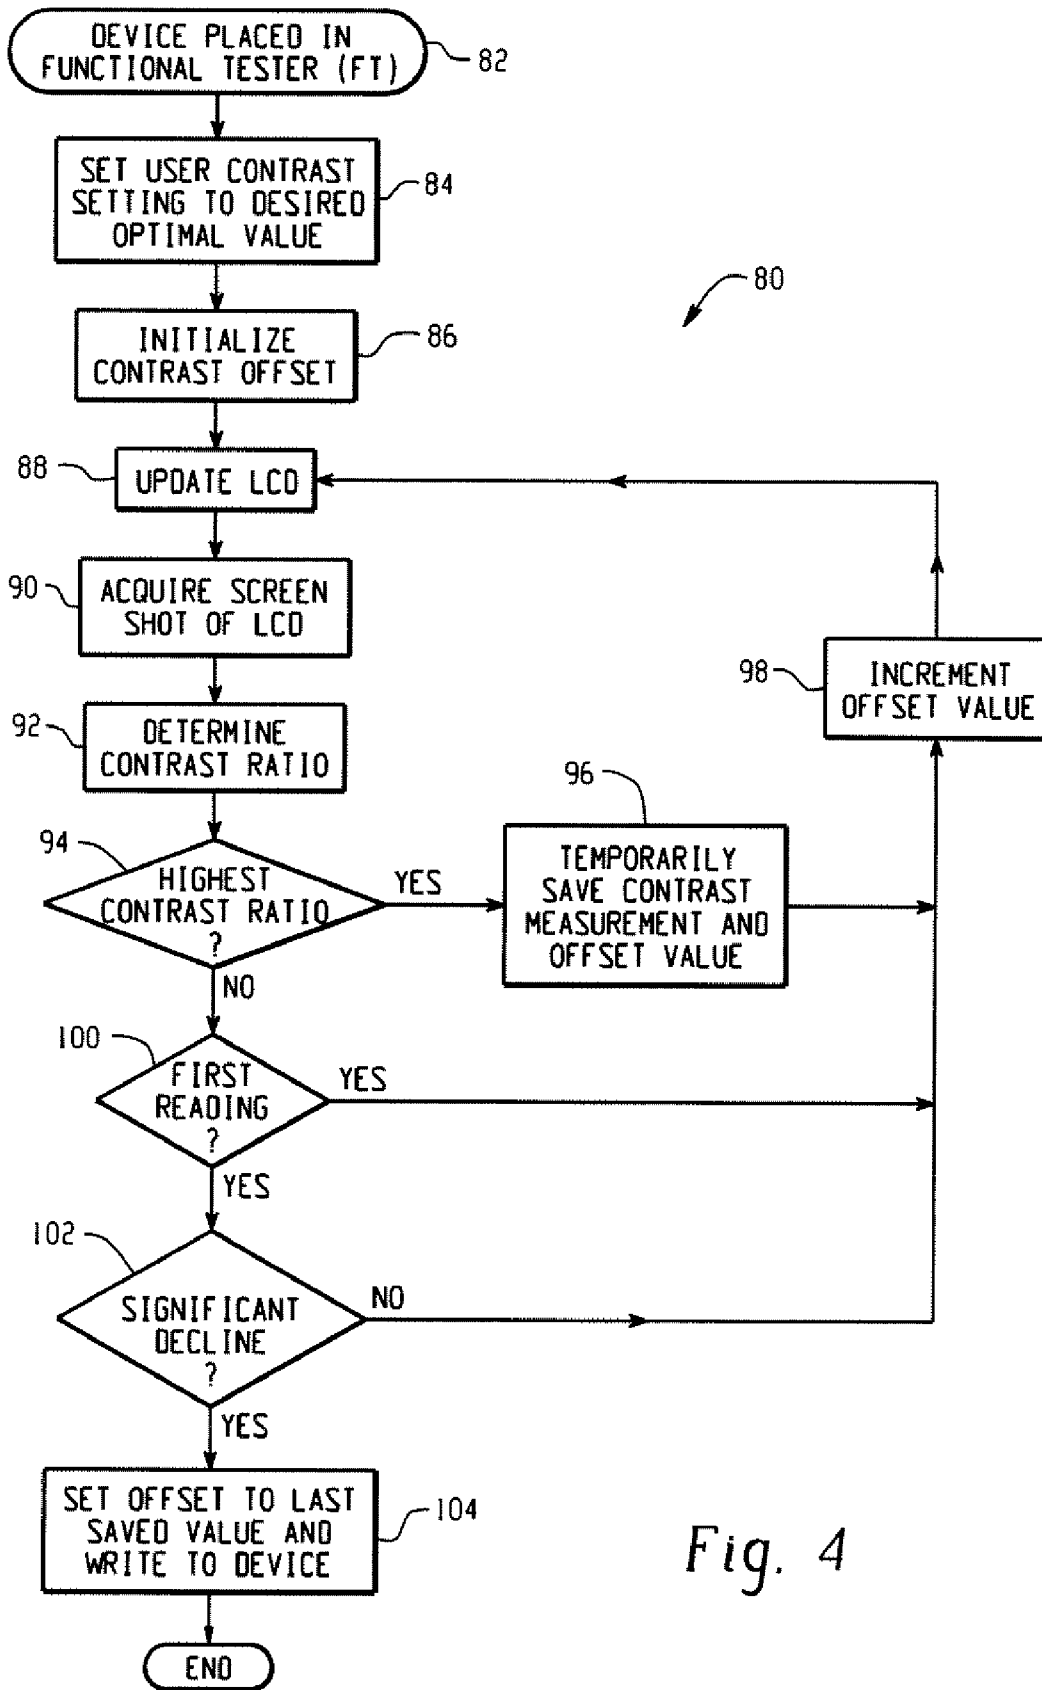 DEVICE PLACED IN
FUNCTIONAL TESTER (FT)
82
SET USER CONTRAST
SETTING TO DESIRED
OPTIMAL VALUE
84
80
INITIALIZE
CONTRAST OFFSET
86
88
UPDATE LCD
90
ACQUIRE SCREEN
SHOT OF LCD
98
INCREMENT
OFFSET VALUE
92
DETERMINE
CONTRAST RATIO
96
94
HIGHEST
CONTRAST RATIO
?
YES
TEMPORARILY
SAVE CONTRAST
MEASUREMENT AND
OFFSET VALUE
NO
100
FIRST
READING
?
YES
YES
102
SIGNIFICANT
DECLINE
?
NO
YES
SET OFFSET TO LAST
SAVED VALUE AND
WRITE TO DEVICE
104
Fig. 4
END